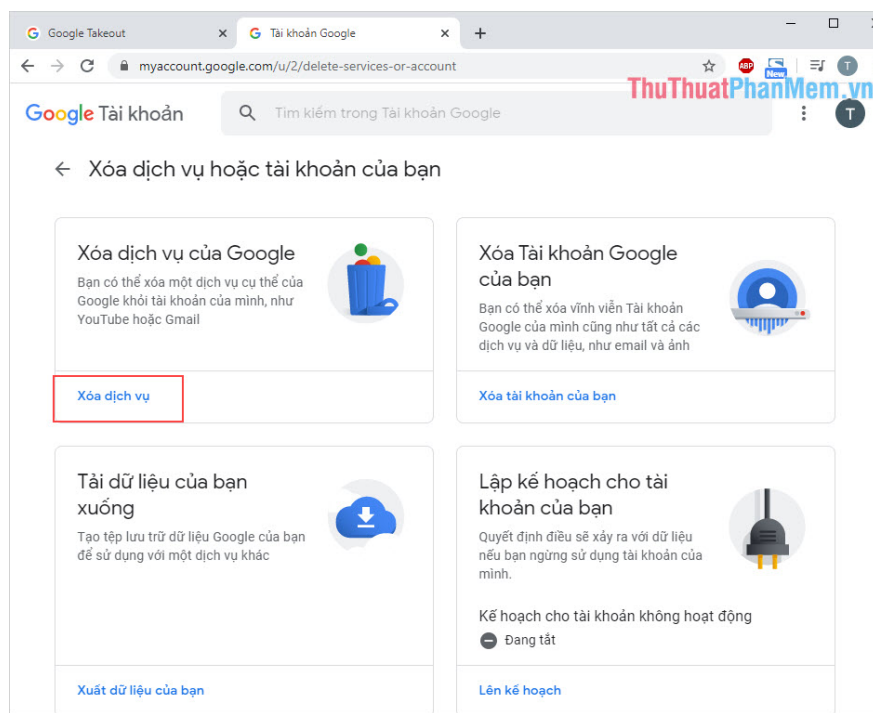 Google Takeout
Tài khoản Google
myaccount.google.com/u/2/delete-services-or-account
ABP
New
T
ThuThuatPhanMem.vn
Google Tài khoản
Tìm kiếm trong Tài khoản Google
T
Xóa dịch vụ hoặc tài khoản của bạn
Xóa dịch vụ của Google
Bạn có thể xóa một dịch vụ cụ thể của
Google khỏi tài khoản của mình, như
YouTube hoặc Gmail
Xóa dịch vụ
Xóa Tài khoản Google
của bạn
Bạn có thể xóa vĩnh viễn Tài khoản
Google của mình cũng như tất cả các
dịch vụ và dữ liệu, như email và ảnh
Xóa tài khoản của bạn
Tải dữ liệu của bạn
xuống
Tạo tệp lưu trữ dữ liệu Google của bạn
để sử dụng với một dịch vụ khác
Xuất dữ liệu của bạn
Lập kế hoạch cho tài
khoản của bạn
Quyết định điều sẽ xảy ra với dữ liệu
nếu bạn ngừng sử dụng tài khoản của
mình.
Kế hoạch cho tài khoản không hoạt động
Đang tắt
Lên kế hoạch